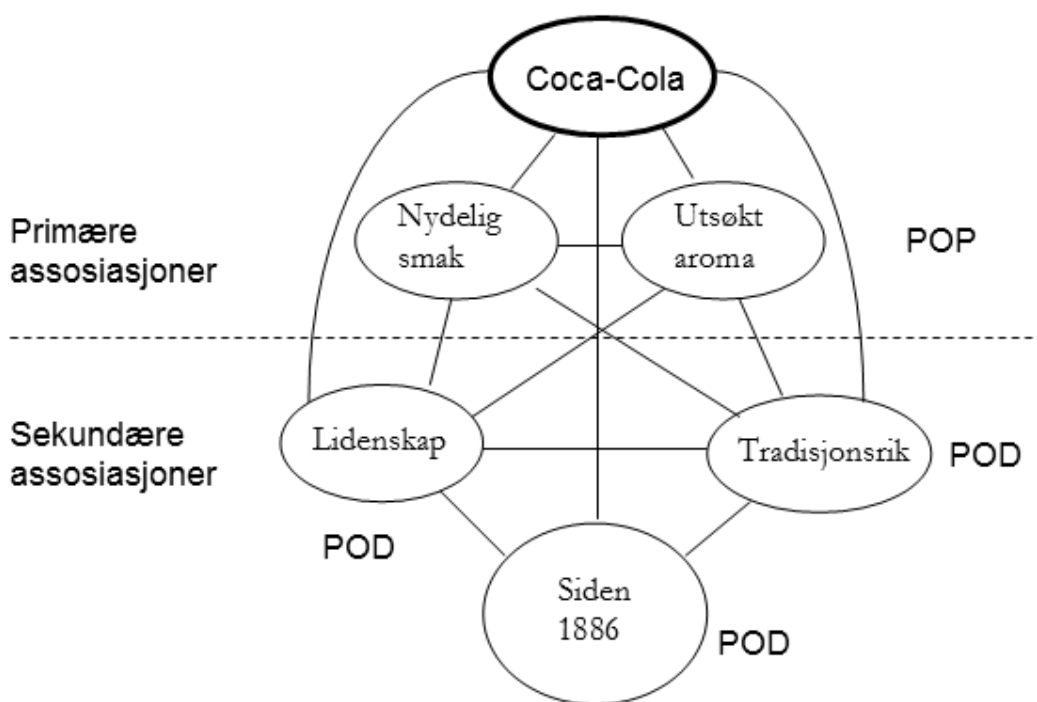 Coca-Cola
Nydelig
smak
Utsøkt
aroma
Primære
assosiasjoner
POP
Sekundære
assosiasjoner
Lidenskap
Tradisjonsrik
POD
POD
Siden
1886
POD